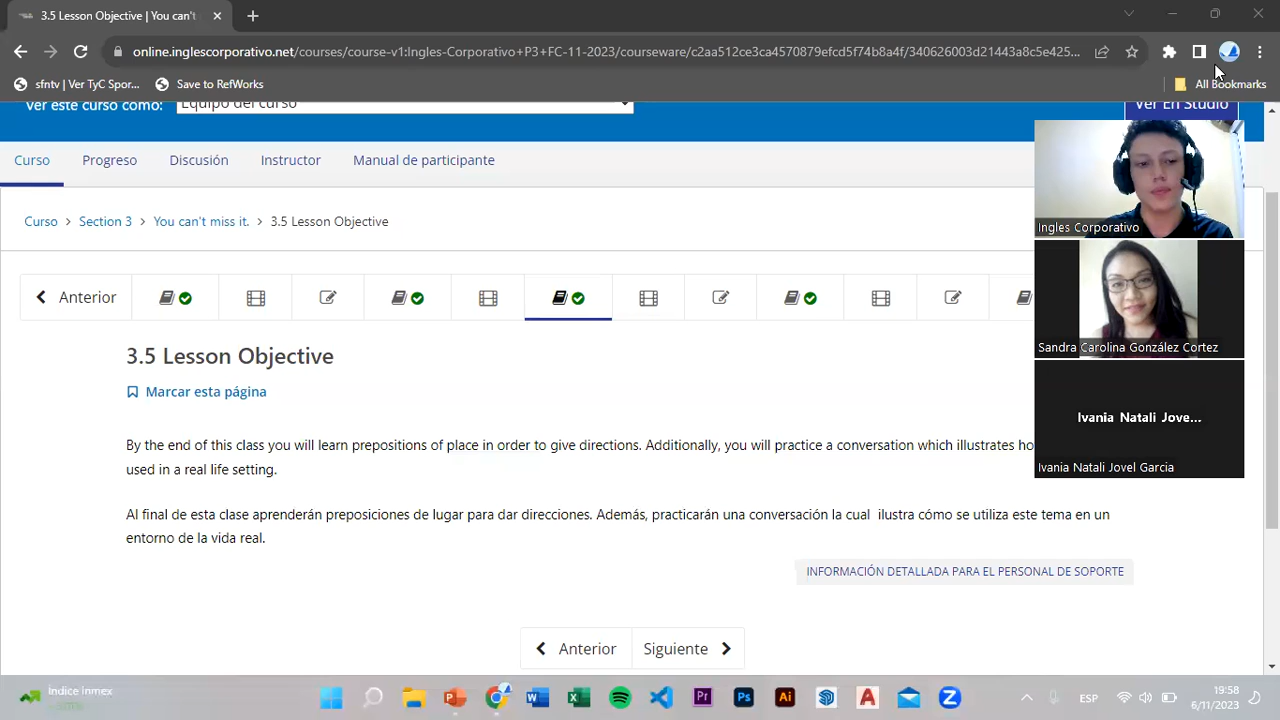 3.5 Lesson Objective | You can't
online.inglescorporativo.net/courses/course-v1:Ingles-Corporativo+P3+FC-11-2023/courseware/c2aa512ce3ca4570879efcd5f74b8a4f/340626003d21443a8c5e425...
sfntv | Ver TyC Spor...
Save to RefWorks
All Bookmarks
Ver este curso como:
Equipo del curso
Ver En Studio
Curso
Progreso
Discusión
Instructor
Manual de participante
Ingles Corporativo
Curso > Section 3 > You can't miss it. > 3.5 Lesson Objective
Anterior
Sandra Carolina González Cortez
3.5 Lesson Objective
Marcar esta página
Ivania Natali Jove...
By the end of this class you will learn prepositions of place in order to give directions. Additionally, you will practice a conversation which illustrates
used in a real life setting.
Ivania Natali Jovel Garcia
Al final de esta clase aprenderán preposiciones de lugar para dar direcciones. Además, practicarán una conversación la cual ilustra cómo se utiliza este tema en un
entorno de la vida real.
INFORMACIÓN DETALLADA PARA EL PERSONAL DE SOPORTE
Anterior
Siguiente
Índice Inmex
ESP
19:58
6/11/2023